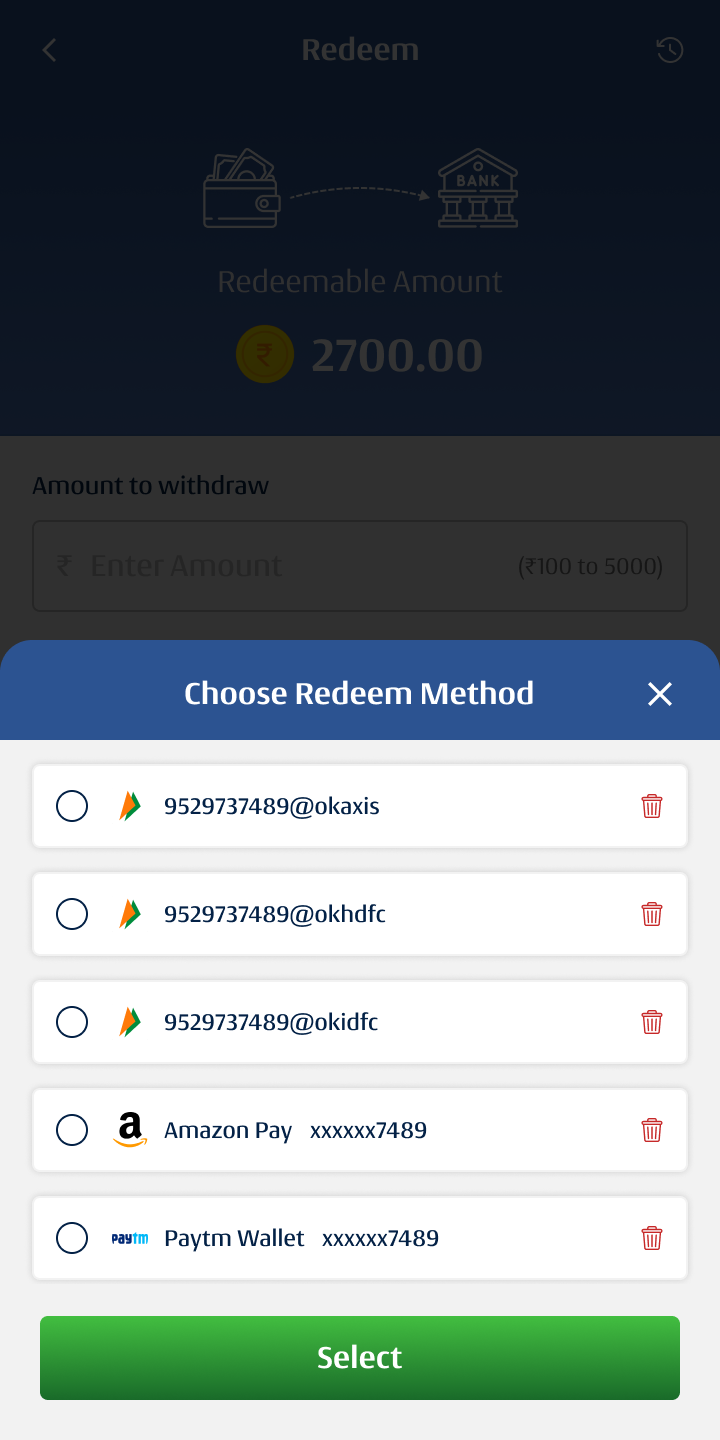 Redeem
BANK
Redeemable Amount
₹ 2700.00
Amount to withdraw
₹ Enter Amount (₹100 to 5000)
Choose Redeem Method
9529737489@okaxis
9529737489@okhdfc
9529737489@okidfc
a Amazon Pay xxxxxx7489
paytm Paytm Wallet xxxxxx7489
Select